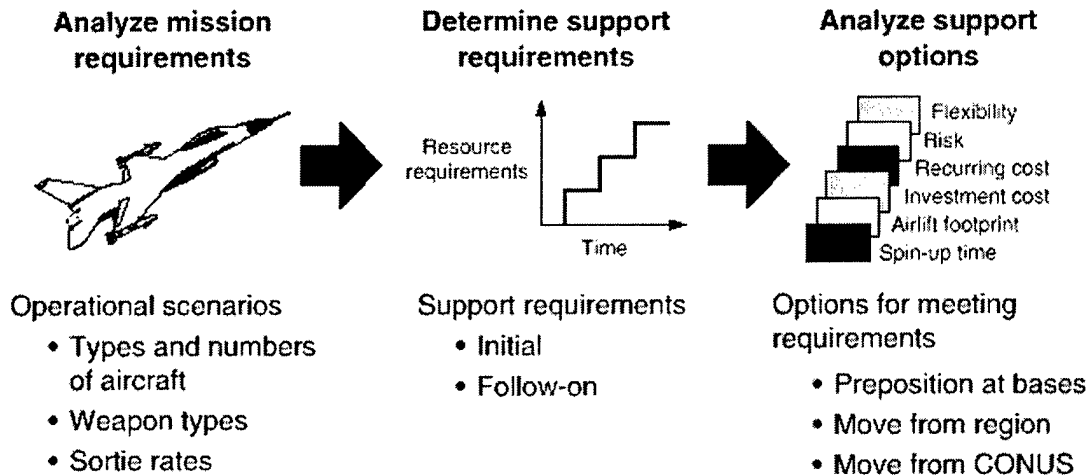 Analyze mission
requirements
Determine support
requirements
Analyze support
options
Resource
requirements
Time
Flexibility
Risk
Recurring cost
Investment cost
Airlift footprint
Spin-up time
Operational scenarios
• Types and numbers
of aircraft
• Weapon types
• Sortie rates
Support requirements
• Initial
• Follow-on
Options for meeting
requirements
• Preposition at bases
• Move from region
• Move from CONUS